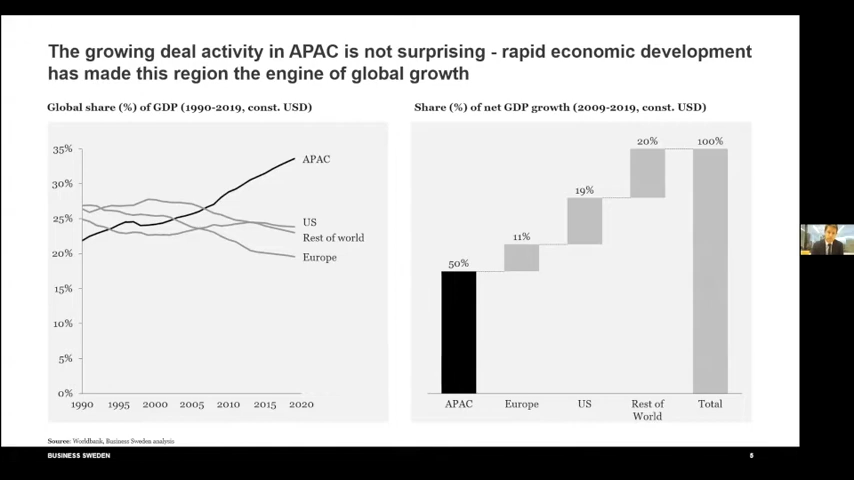 The growing deal activity in APAC is not surprising - rapid economic development
has made this region the engine of global growth
Global share (%) of GDP (1990-2019, const. USD)
35%
30%
25%
20%
15%
10%
5%
0%
1990 1995 2000 2005 2010 2015 2020
APAC
US
Rest of world
Europe
Share (%) of net GDP growth (2009-2019, const. USD)
50%
11%
19%
20%
100%
APAC Europe US Rest of Total
World
Source: Worldbank, Business Sweden analysis
BUSINESS SWEDEN
5